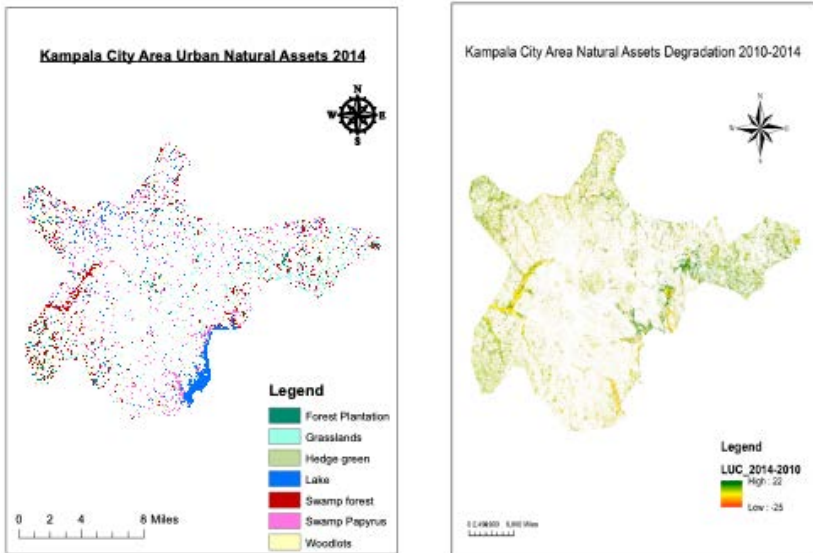 Kampala City Area Urban Natural Assets 2014
N
W E
S
Legend
Forest Plantation
Grasslands
Hedge green
Lake
Swamp forest
Swamp Papyrus
Woodlots
0 2 4 8 Miles
Kampala City Area Natural Assets Degradation 2010-2014
N
S
Legend
LUC_2014-2010
High : 22
Low : -25
Miles